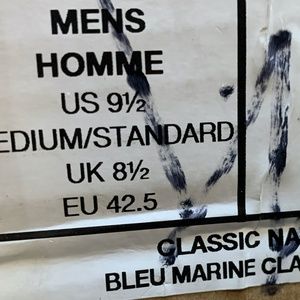 MENS
HOMME
US 9½
EDIUM/STANDARD
UK 8½
EU 42.5
CLASSIC NA
BLEU MARINE CLA